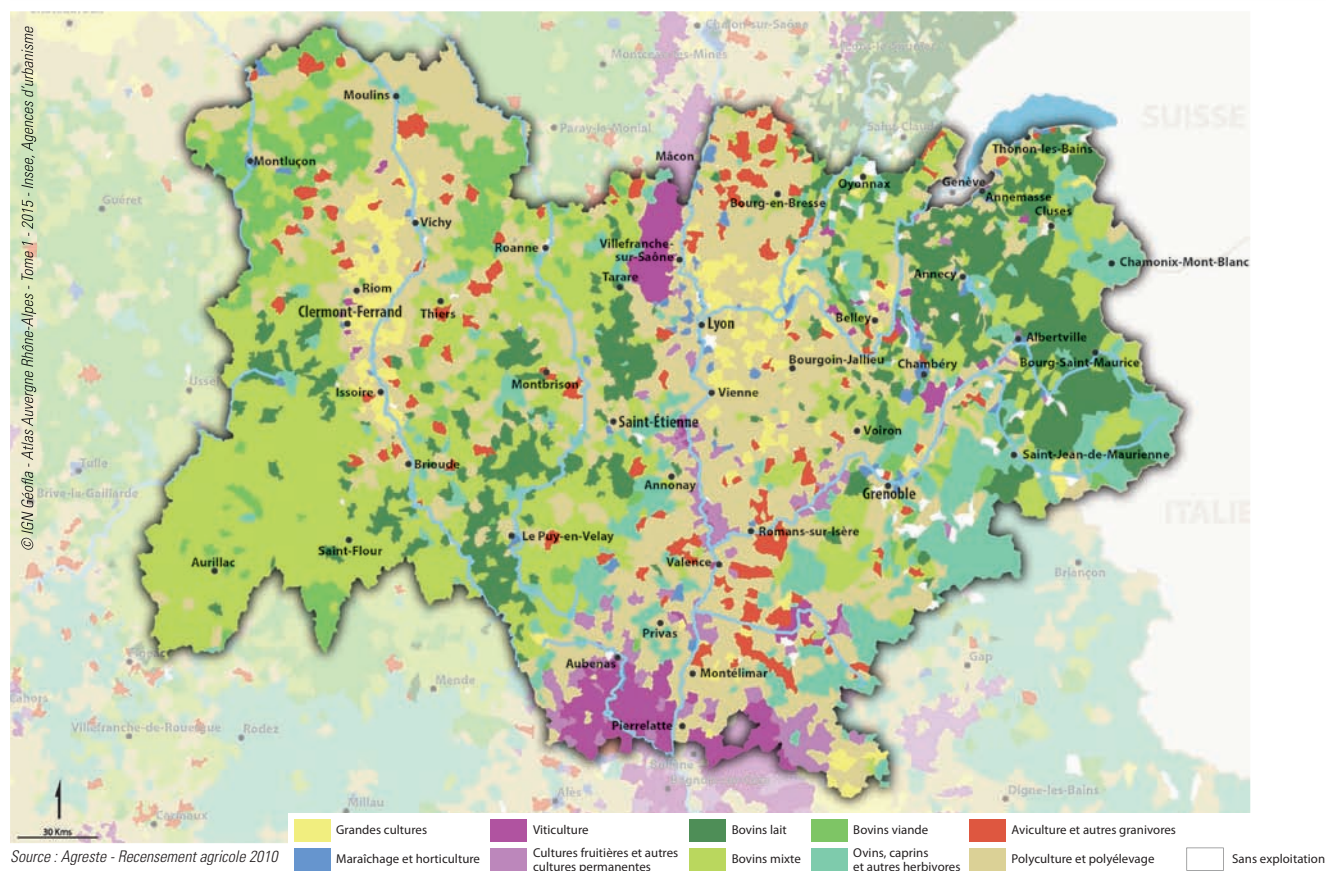 © IGN Géofla - Atlas Auvergne Rhône-Alpes - Tome 1 - 2015 - Insee, Agences d'urbanisme
Chalon-sur-Saône
Montceau-les-Mines
Moulins
Paray-le-Monial
Saint-Claude
SUISSE
Mâcon
Thonon-les-Bains
Montluçon
Oyonnax
Genève
Annemasse
Guéret
Bourg-en-Bresse
Cluses
Vichy
Roanne
Villefranche-
sur-Saône
Chamonix-Mont-Blanc
Tarare
Annecy
Riom
Clermont-Ferrand
Thiers
Lyon
Belley
Albertville
Bourgoin-Jallieu
Chambéry
Bourg-Saint-Maurice
Ussel
Montbrison
Issoire
Vienne
Saint-Étienne
Voiron
Saint-Jean-de-Maurienne
Tulle
Brioude
Annonay
Grenoble
Brive-la-Gaillarde
ITALIE
Le Puy-en-Velay
Romans-sur-Isère
Saint-Flour
Aurillac
Valence
Briançon
Privas
Aubenas
Gap
Montélimar
Mende
Cahors
Villefranche-de-Rouergue
Rodez
Pierrelatte
Bollène
Alès
Digne-les-Bains
Millau
Carmaux
30 Kms
Source : Agreste - Recensement agricole 2010
Grandes cultures
Viticulture
Bovins lait
Bovins viande
Aviculture et autres granivores
Maraîchage et horticulture
Cultures fruitières et autres
cultures permanentes
Bovins mixte
Ovins, caprins
et autres herbivores
Polyculture et polyélevage
Sans exploitation